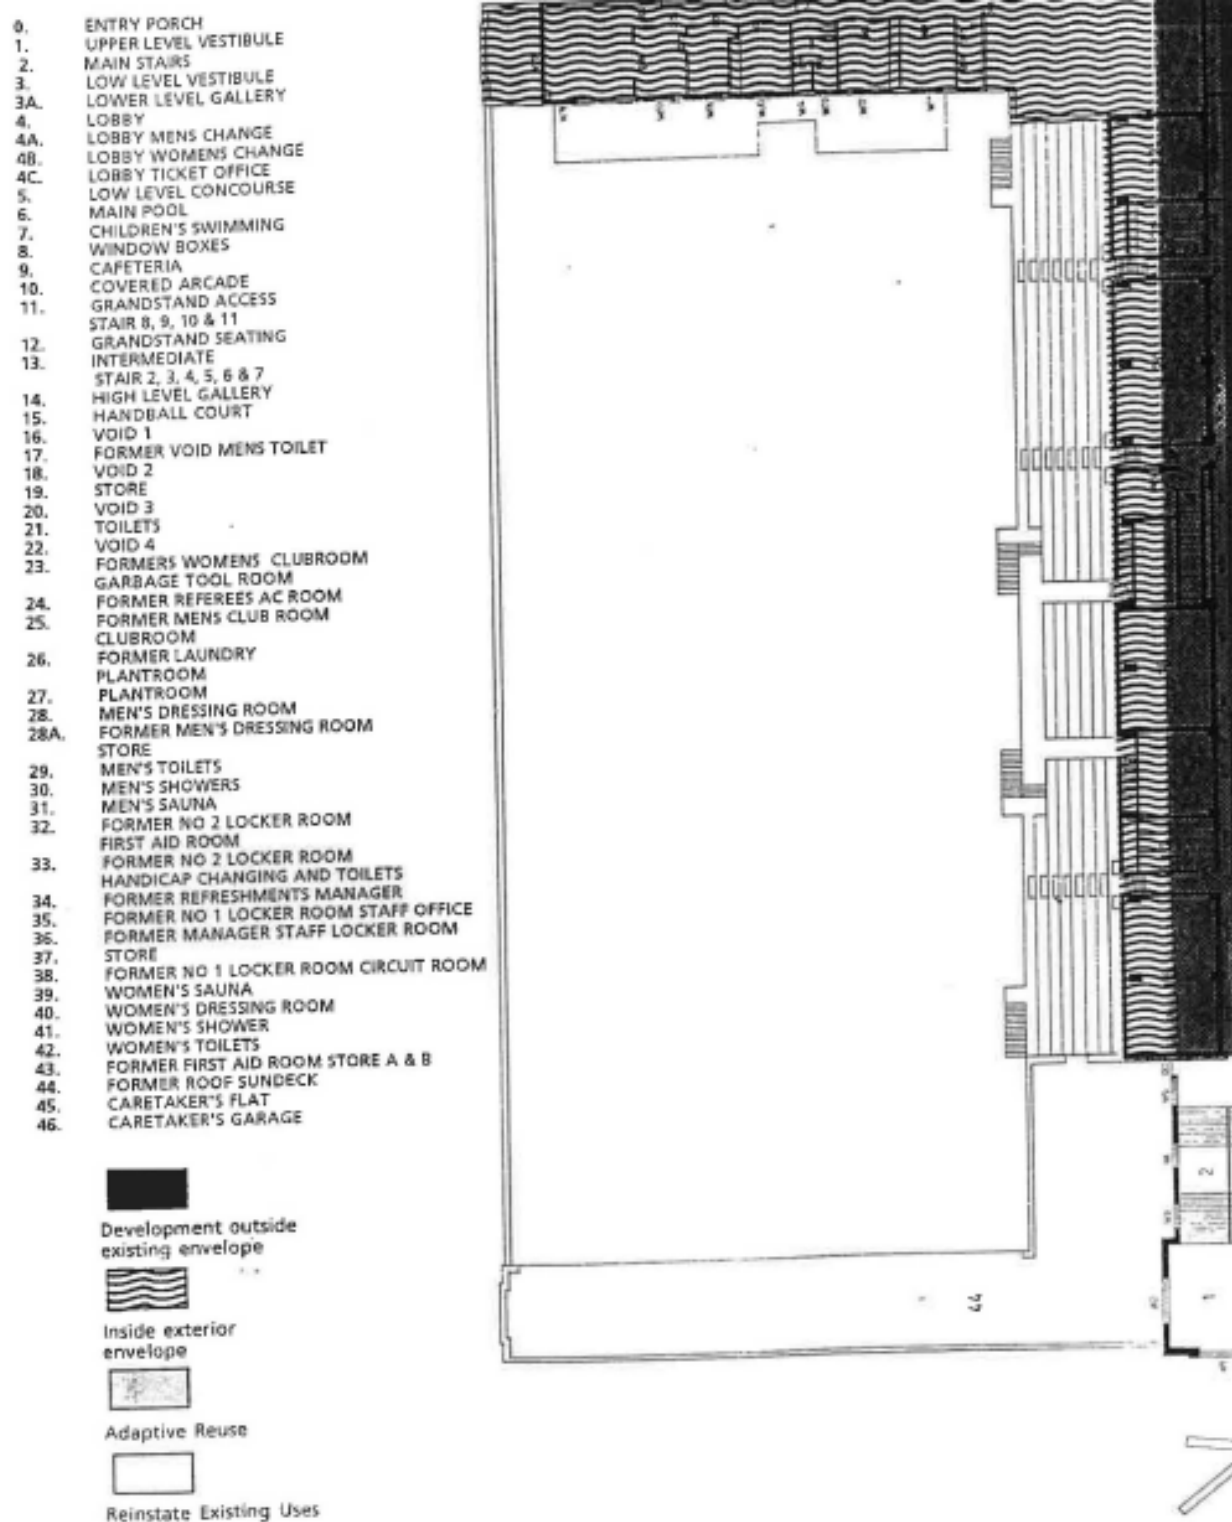 0. ENTRY PORCH
1. UPPER LEVEL VESTIBULE
2. MAIN STAIRS
3. LOW LEVEL VESTIBULE
3A. LOWER LEVEL GALLERY
4. LOBBY
4A. LOBBY MENS CHANGE
4B. LOBBY WOMENS CHANGE
4C. LOBBY TICKET OFFICE
5. LOW LEVEL CONCOURSE
6. MAIN POOL
7. CHILDREN'S SWIMMING
8. WINDOW BOXES
9. CAFETERIA
10. COVERED ARCADE
11. GRANDSTAND ACCESS
STAIR 8, 9, 10 & 11
12. GRANDSTAND SEATING
13. INTERMEDIATE
STAIR 2, 3, 4, 5, 6 & 7
14. HIGH LEVEL GALLERY
15. HANDBALL COURT
16. VOID 1
17. FORMER VOID MENS TOILET
18. VOID 2
19. STORE
20. VOID 3
21. TOILETS
22. VOID 4
23. FORMERS WOMENS CLUBROOM
GARBAGE TOOL ROOM
24. FORMER REFEREES AC ROOM
25. FORMER MENS CLUB ROOM
CLUBROOM
26. FORMER LAUNDRY
PLANTROOM
27. PLANTROOM
28. MEN'S DRESSING ROOM
28A. FORMER MEN'S DRESSING ROOM
STORE
29. MEN'S TOILETS
30. MEN'S SHOWERS
31. MEN'S SAUNA
32. FORMER NO 2 LOCKER ROOM
FIRST AID ROOM
33. FORMER NO 2 LOCKER ROOM
HANDICAP CHANGING AND TOILETS
34. FORMER REFRESHMENTS MANAGER
35. FORMER NO 1 LOCKER ROOM STAFF OFFICE
36. FORMER MANAGER STAFF LOCKER ROOM
37. STORE
38. FORMER NO 1 LOCKER ROOM CIRCUIT ROOM
39. WOMEN'S SAUNA
40. WOMEN'S DRESSING ROOM
41. WOMEN'S SHOWER
42. WOMEN'S TOILETS
43. FORMER FIRST AID ROOM STORE A & B
44. FORMER ROOF SUNDECK
45. CARETAKER'S FLAT
46. CARETAKER'S GARAGE
Development outside
existing envelope
Inside exterior
envelope
Adaptive Reuse
Reinstate Existing Uses
2
44
1